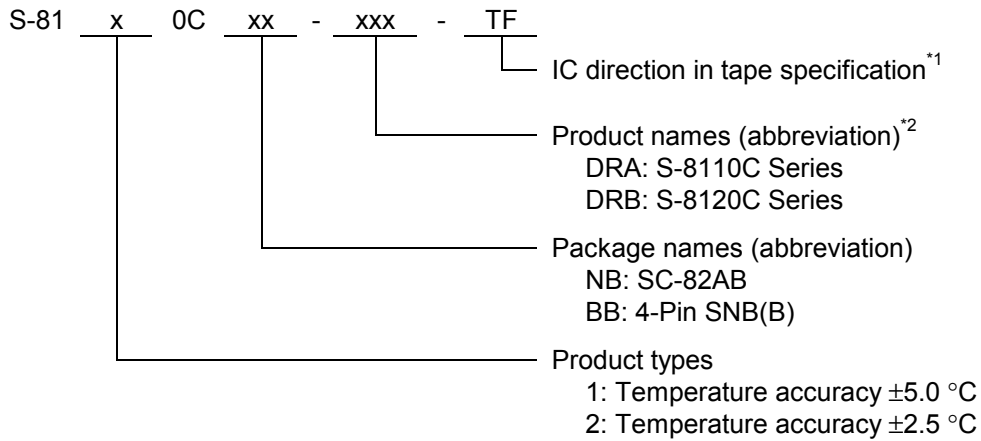 S-81 x 0C xx - xxx - TF
IC direction in tape specification*1
Product names (abbreviation)*2
DRA: S-8110C Series
DRB: S-8120C Series
Package names (abbreviation)
NB: SC-82AB
BB: 4-Pin SNB(B)
Product types
1: Temperature accuracy ±5.0 °C
2: Temperature accuracy ±2.5 °C